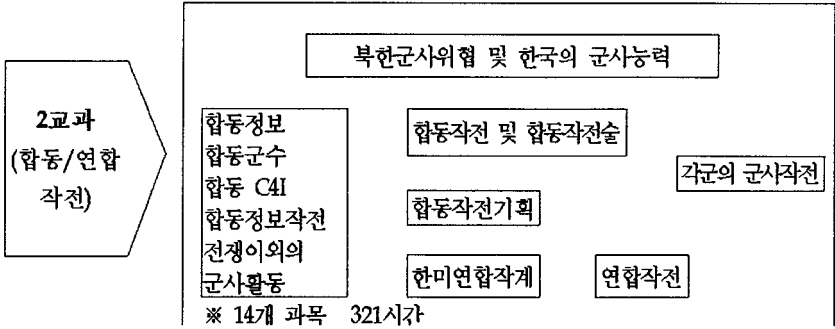 북한군사위협 및 한국의 군사능력
2교과
(합동/연합
작전)
합동정보
합동군수
합동 C4I
합동정보작전
전쟁이외의
군사활동
합동작전 및 합동작전술
합동작전기획
한미연합작계
연합작전
각군의 군사작전
※ 14개 과목 321시간